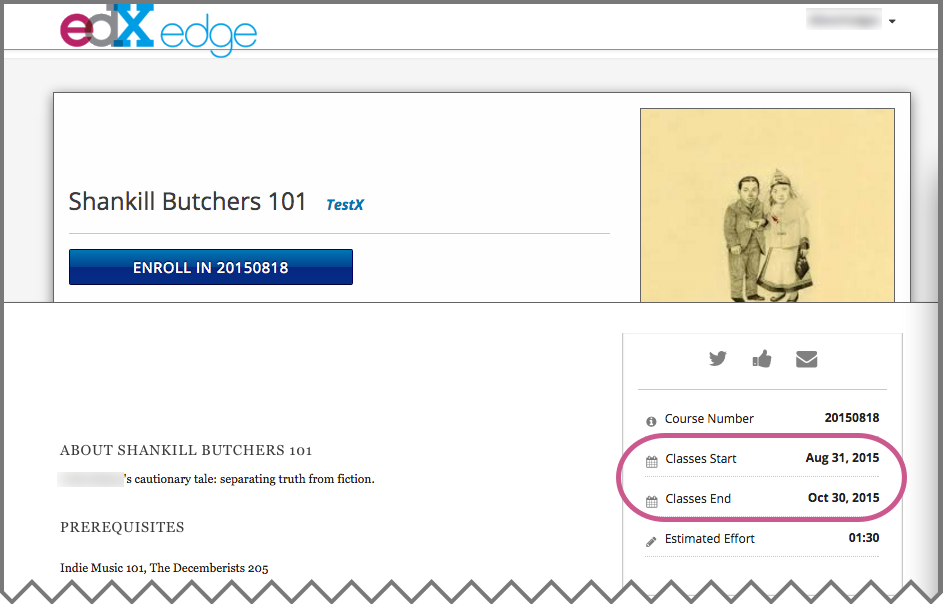 edX edge
Shankill Butchers 101 TestX
ENROLL IN 20150818
Course Number 20150818
Classes Start Aug 31, 2015
Classes End Oct 30, 2015
Estimated Effort 01:30
ABOUT SHANKILL BUTCHERS 101
's cautionary tale: separating truth from fiction.
PREREQUISITES
Indie Music 101, The Decemberists 205